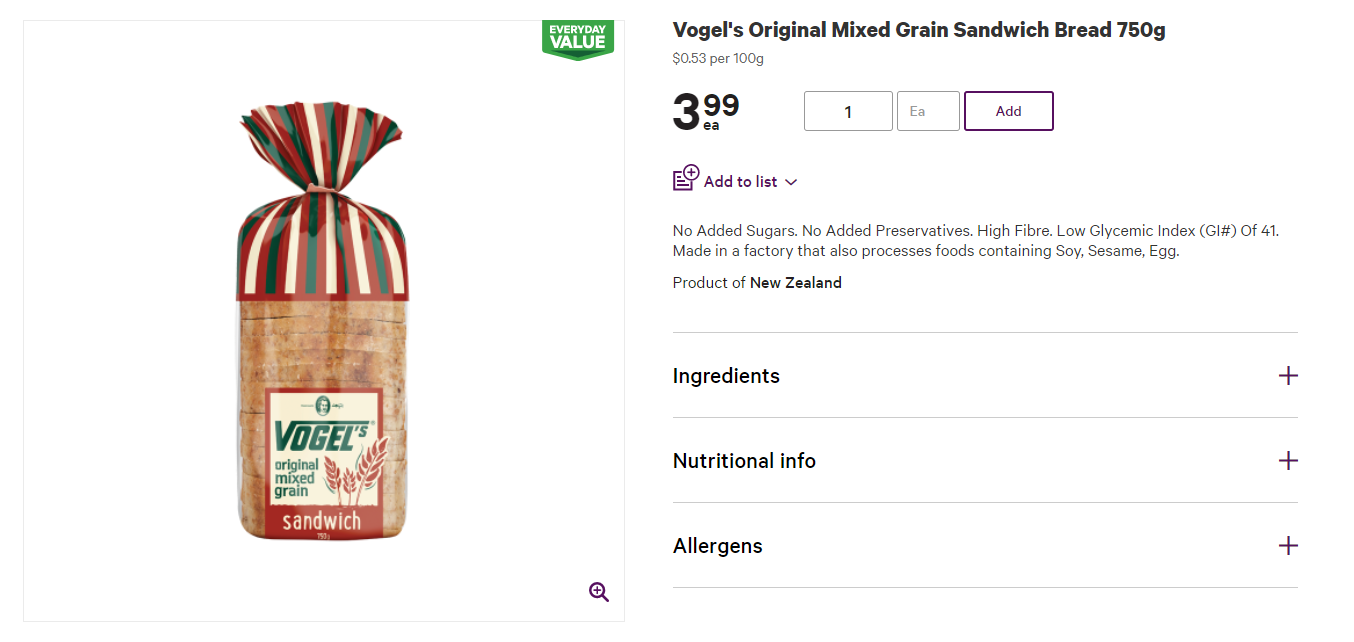 EVERYDAY
VALUE
VOGEL'S®
original
mixed
grain
sandwich
750g
Vogel's Original Mixed Grain Sandwich Bread 750g
$0.53 per 100g
3 99
ea
1
Ea
Add
Add to list
No Added Sugars. No Added Preservatives. High Fibre. Low Glycemic Index (GI#) Of 41.
Made in a factory that also processes foods containing Soy, Sesame, Egg.
Product of New Zealand
Ingredients
Nutritional info
Allergens